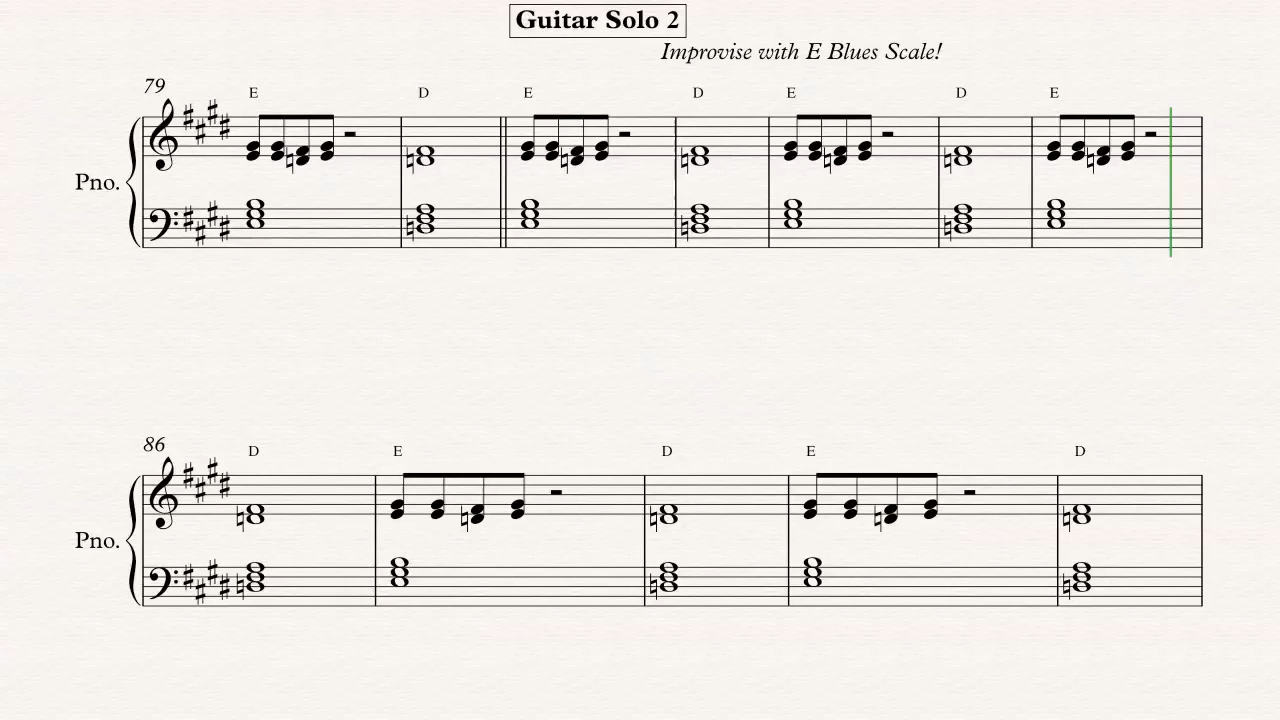 Guitar Solo 2
Improvise with E Blues Scale!
79
E D E D E D E
Pno.
86
D E D E D
Pno.